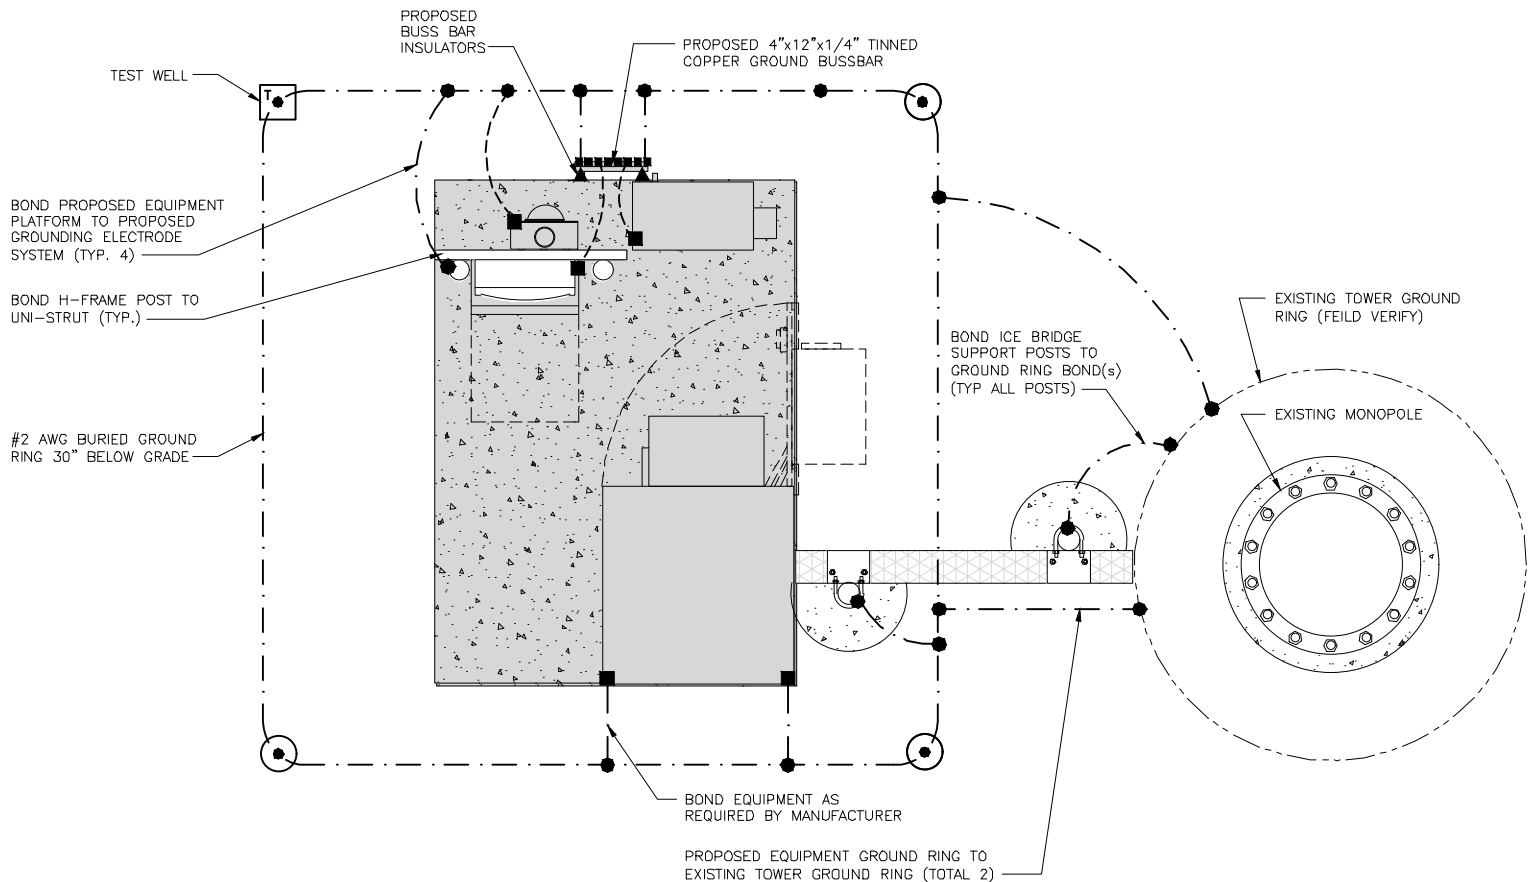 PROPOSED
BUSS BAR
INSULATORS
PROPOSED 4"x12"x1/4" TINNED
COPPER GROUND BUSSBAR
TEST WELL
T
BOND PROPOSED EQUIPMENT
PLATFORM TO PROPOSED
GROUNDING ELECTRODE
SYSTEM (TYP. 4)
BOND H-FRAME POST TO
UNI-STRUT (TYP.)
EXISTING TOWER GROUND
RING (FEILD VERIFY)
BOND ICE BRIDGE
SUPPORT POSTS TO
GROUND RING BOND(s)
(TYP ALL POSTS)
EXISTING MONOPOLE
#2 AWG BURIED GROUND
RING 30" BELOW GRADE
BOND EQUIPMENT AS
REQUIRED BY MANUFACTURER
PROPOSED EQUIPMENT GROUND RING TO
EXISTING TOWER GROUND RING (TOTAL 2)